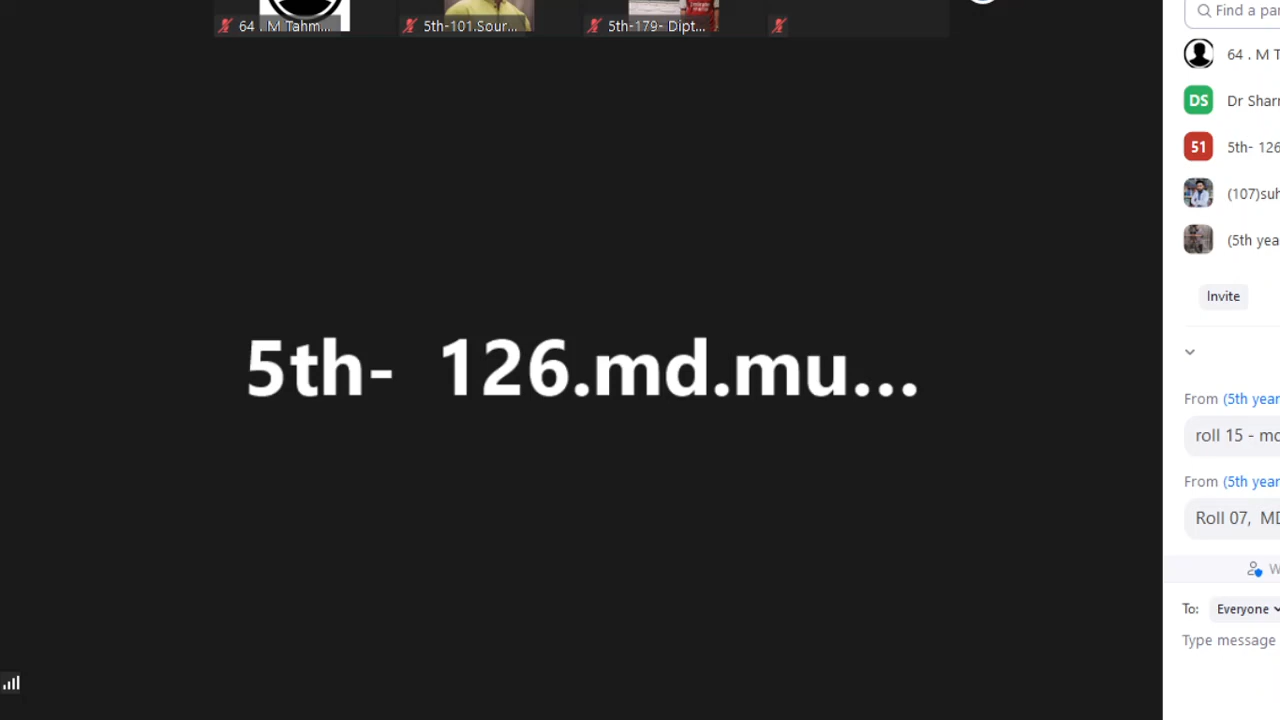 64 . M Tahm...
5th-101.Sour...
5th-179- Dipt...
5th- 126.md.mu...
Find a pa
64 . M T
DS
Dr Shar
51
5th- 126
(107)suh
(5th yea
Invite
From (5th year
roll 15 - mo
From (5th year
Roll 07, MD
W
To: Everyone
Type message